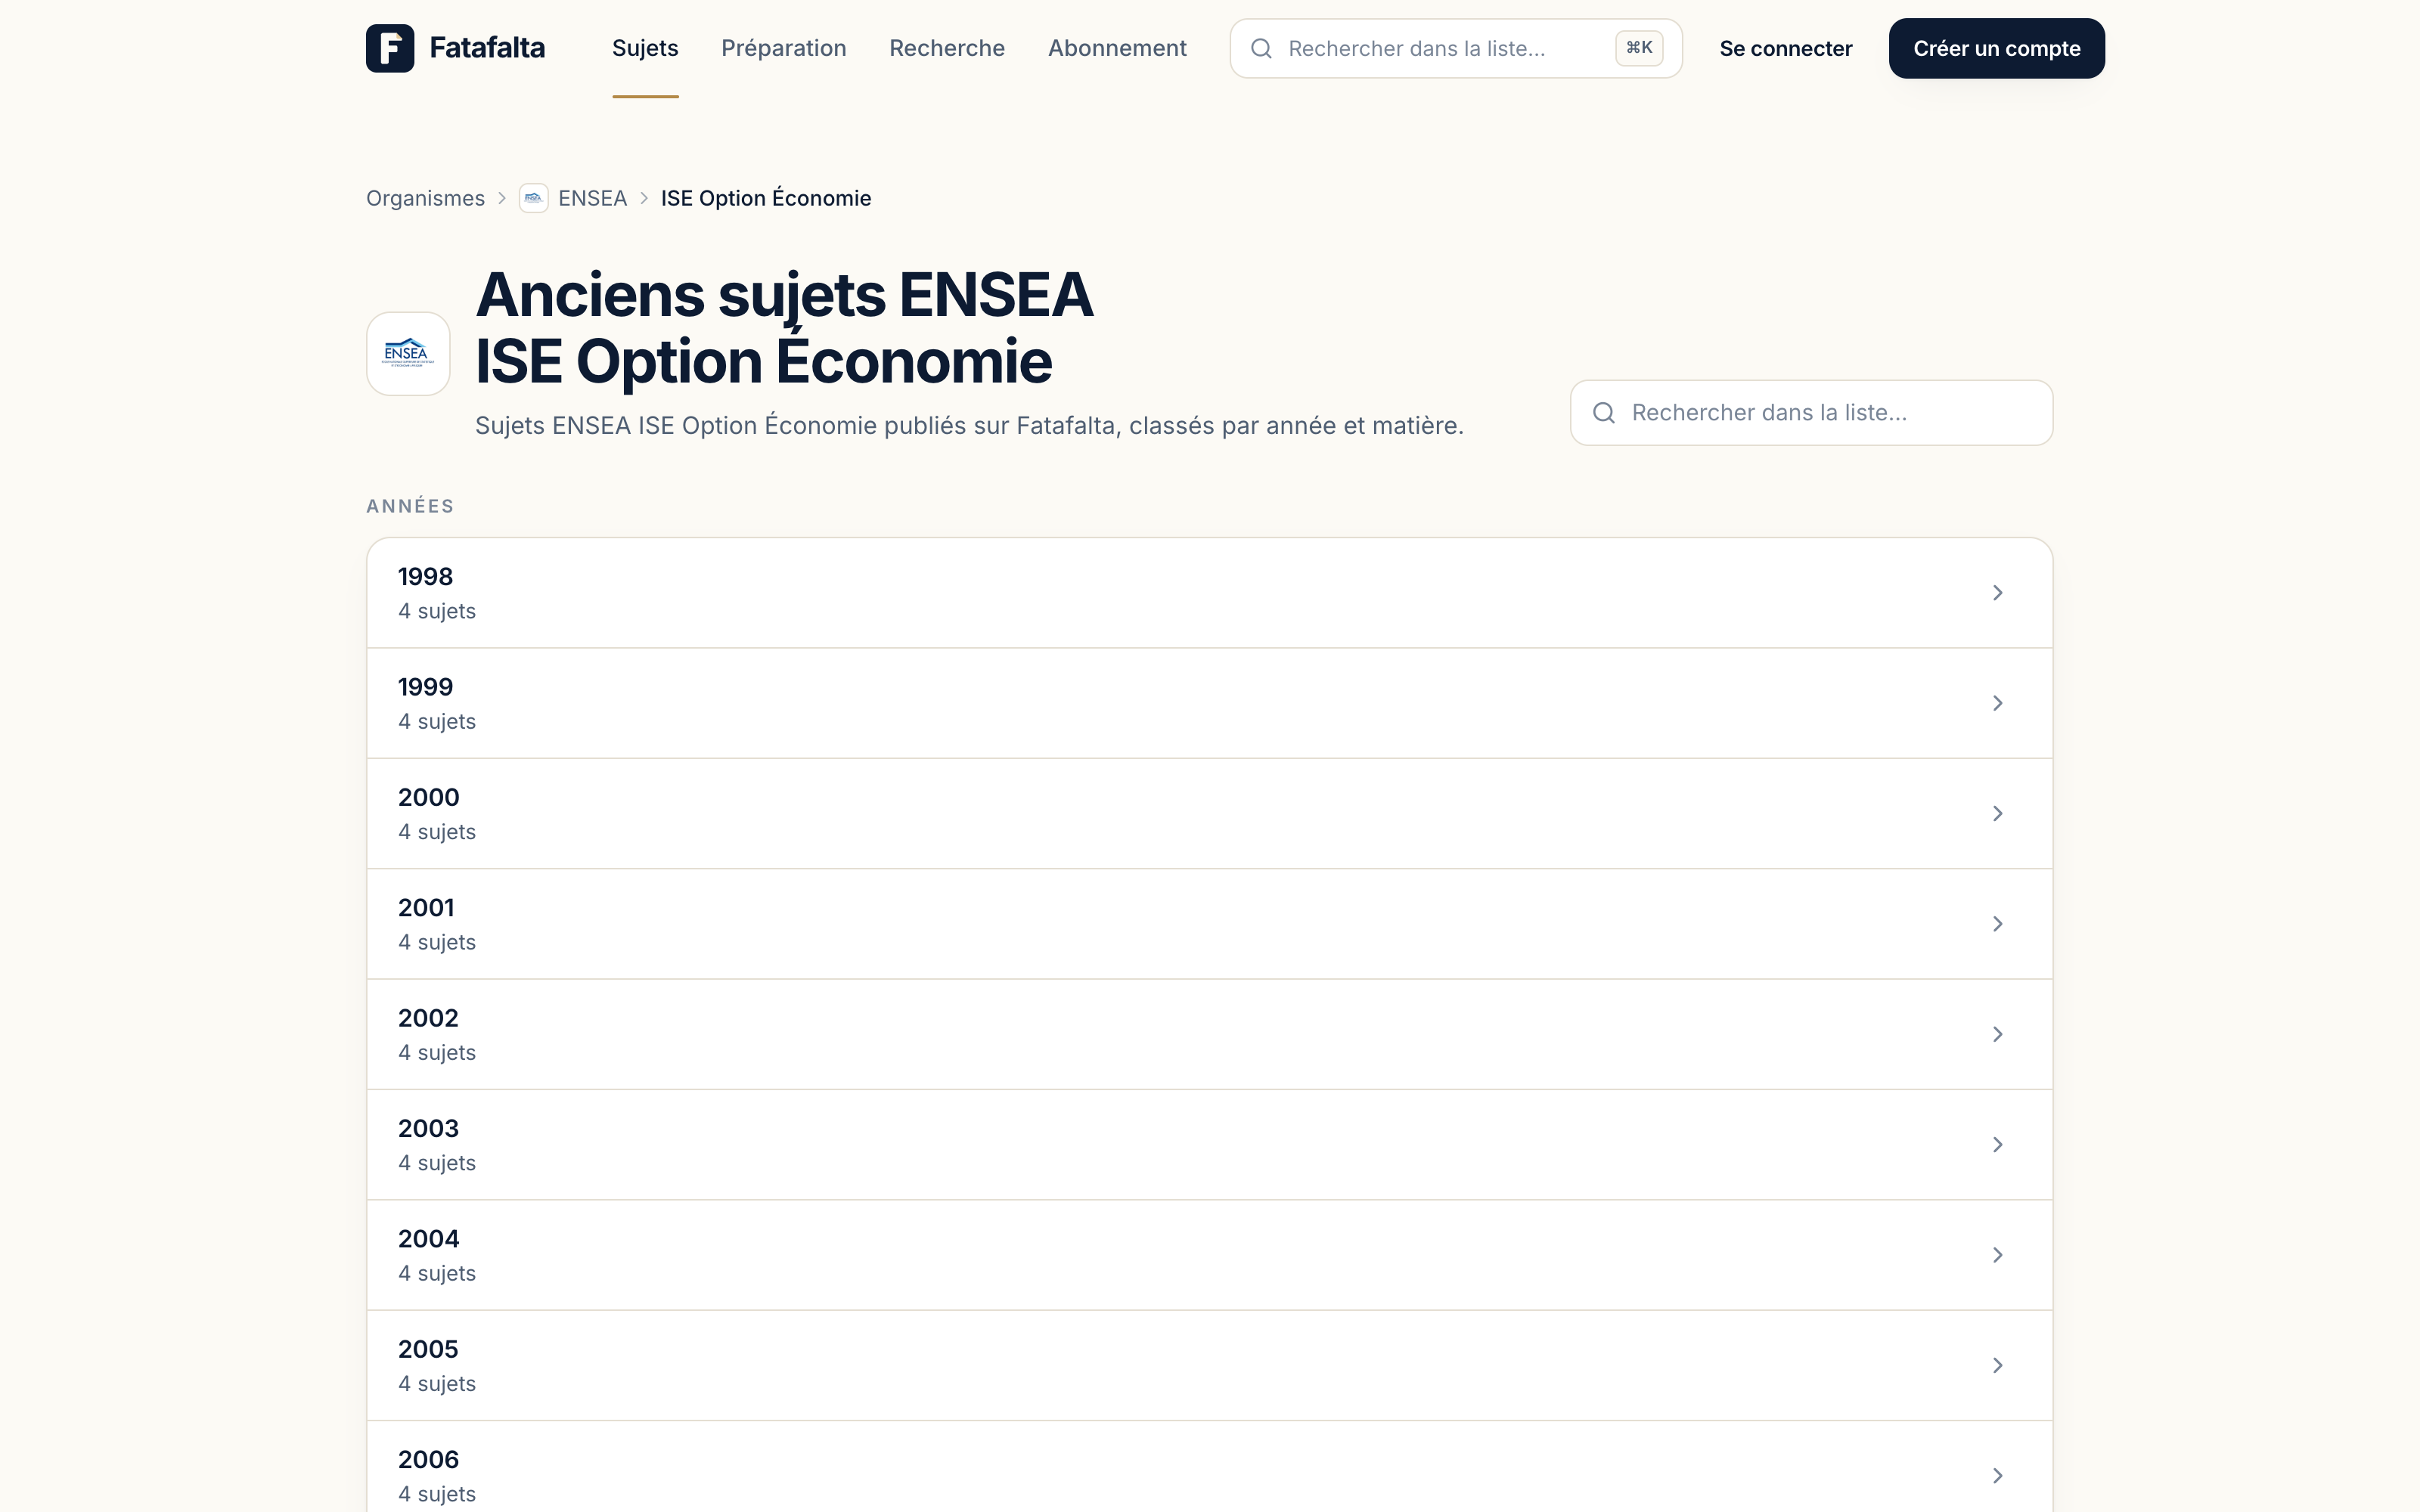 Fatafalta
Sujets
Préparation
Recherche
Abonnement
Rechercher dans la liste...
⌘K
Se connecter
Créer un compte
Organismes
ENSEA
ISE Option Économie
Anciens sujets ENSEA
ISE Option Économie
ENSEA
Sujets ENSEA ISE Option Économie publiés sur Fatafalta, classés par année et matière.
Rechercher dans la liste...
ANNÉES
1998
4 sujets
1999
4 sujets
2000
4 sujets
2001
4 sujets
2002
4 sujets
2003
4 sujets
2004
4 sujets
2005
4 sujets
2006
4 sujets